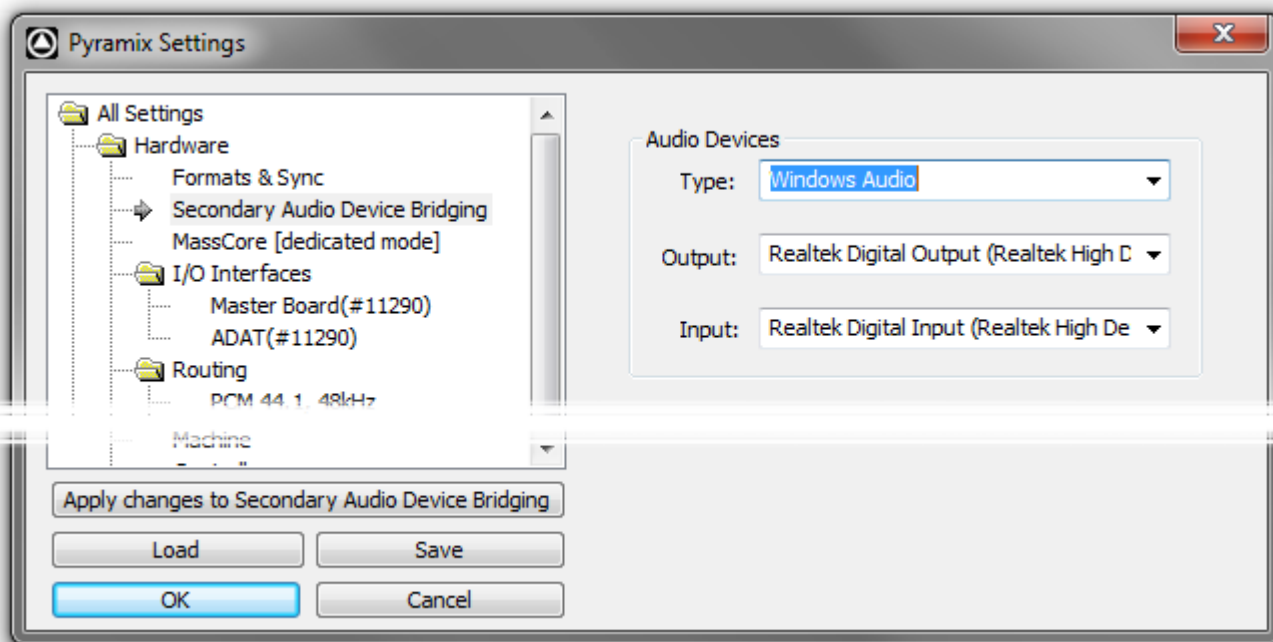 Pyramix Settings
All Settings
Hardware
Formats & Sync
Secondary Audio Device Bridging
MassCore [dedicated mode]
I/O Interfaces
Master Board(#11290)
ADAT(#11290)
Routing
PCM 44.1, 48kHz
Machine
Apply changes to Secondary Audio Device Bridging
Load Save
OK Cancel
Audio Devices
Type: Windows Audio
Output: Realtek Digital Output (Realtek High D
Input: Realtek Digital Input (Realtek High De